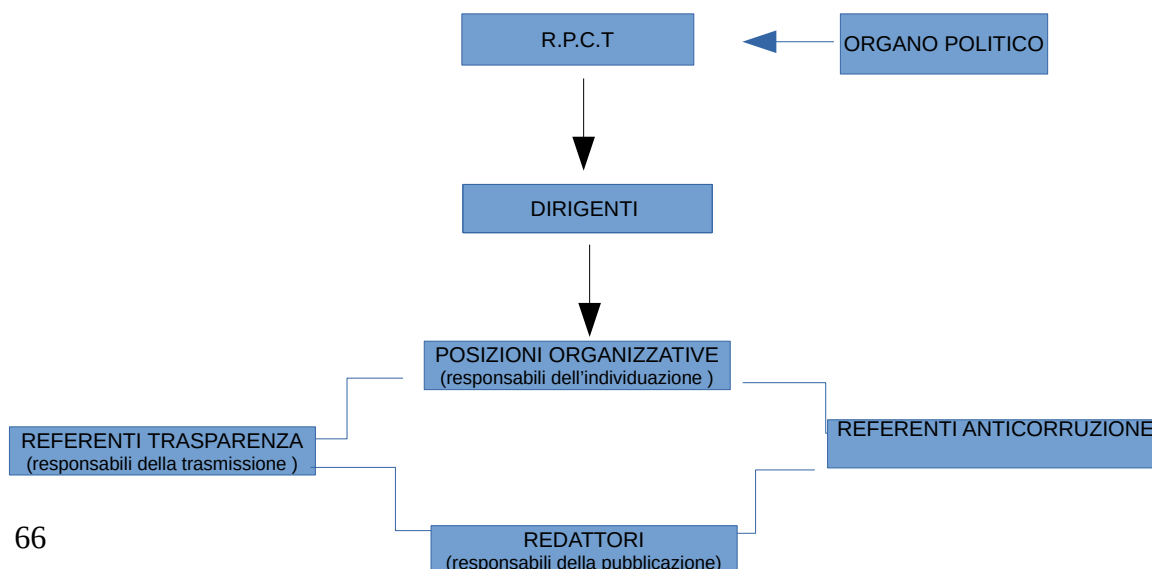 R.P.C.T
ORGANO POLITICO
DIRIGENTI
POSIZIONI ORGANIZZATIVE
(responsabili dell'individuazione )
REFERENTI TRASPARENZA
(responsabili della trasmissione )
REFERENTI ANTICORRUZIONE
REDATTORI
(responsabili della pubblicazione)
66